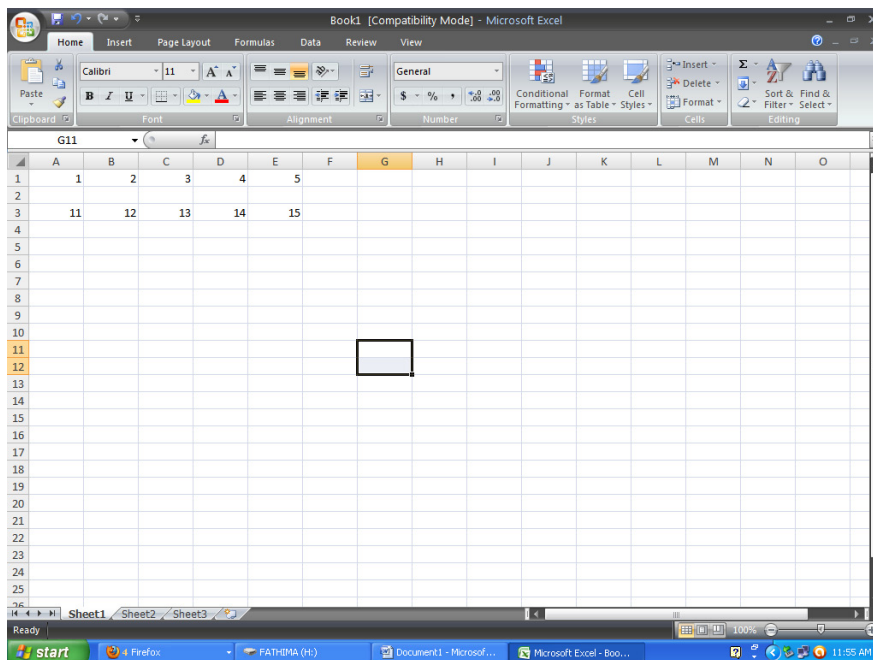 Book1 [Compatibility Mode] - Microsoft Excel
Home Insert Page Layout Formulas Data Review View
Calibri 11 A A General Σ Insert
Paste Delete
B I U A $ % , .00 .00 Conditional Format Cell Format Sort & Find &
Formatting as Table Styles Filter Select
Clipboard Font Alignment Number Styles Cells Editing
G11 fx
A B C D E F G H I J K L M N O
1 1 2 3 4 5
2
3 11 12 13 14 15
4
5
6
7
8
9
10
11
12
13
14
15
16
17
18
19
20
21
22
23
24
25
26
Sheet1 Sheet2 Sheet3
Ready 100%
start 4 Firefox FATHIMA (H:) Document1 - Microsof... Microsoft Excel - Boo... 11:55 AM